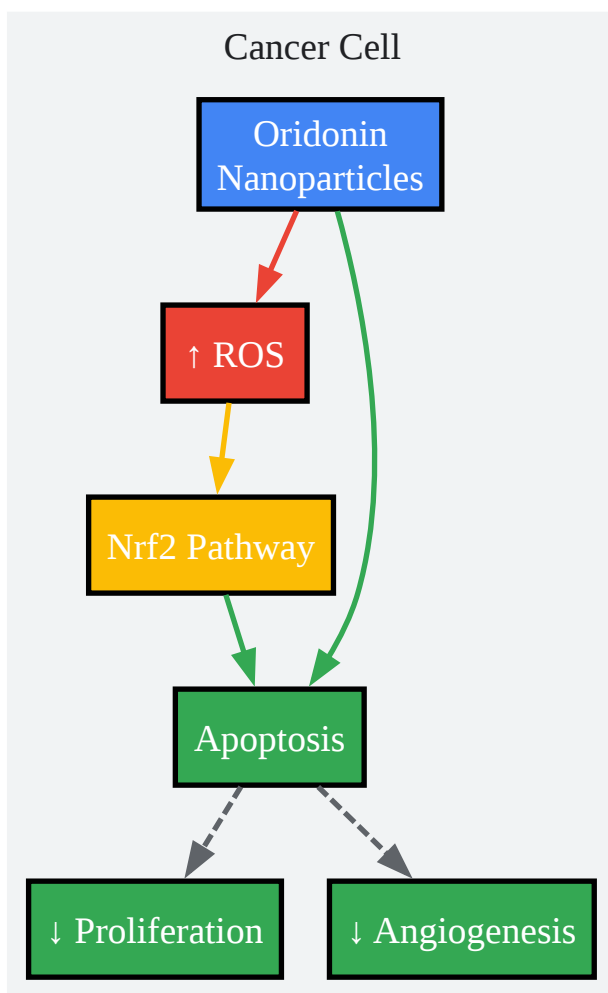 Cancer Cell
Oridonin
Nanoparticles
↑ ROS
Nrf2 Pathway
Apoptosis
↓ Proliferation
↓ Angiogenesis